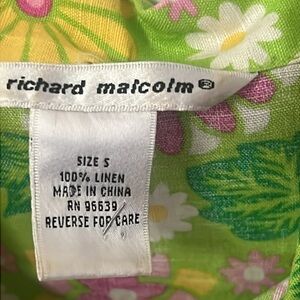 richard malcolm®
SIZE S
100% LINEN
MADE IN CHINA
RN 96639
REVERSE FOR CARE